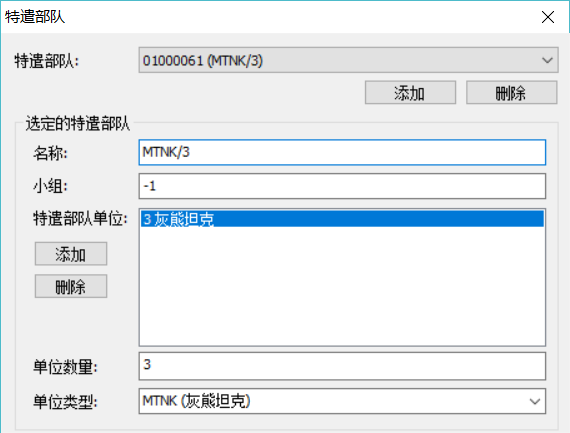 特遣部队
特遣部队: 01000061 (MTNK/3)
添加 删除
选定的特遣部队
名称: MTNK/3
小组: -1
特遣部队单位: 3 灰熊坦克
添加
删除
单位数量: 3
单位类型: MTNK (灰熊坦克)